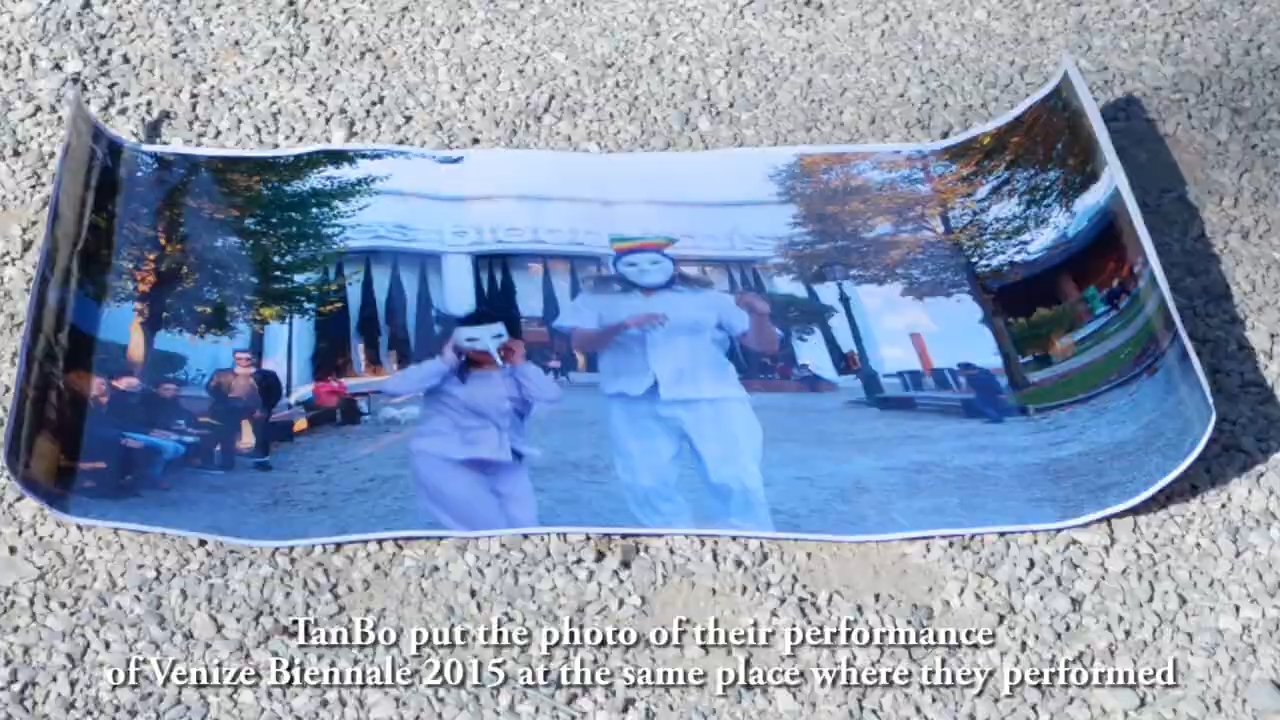 TanBo put the photo of their performance
of Venize Biennale 2015 at the same place where they performed